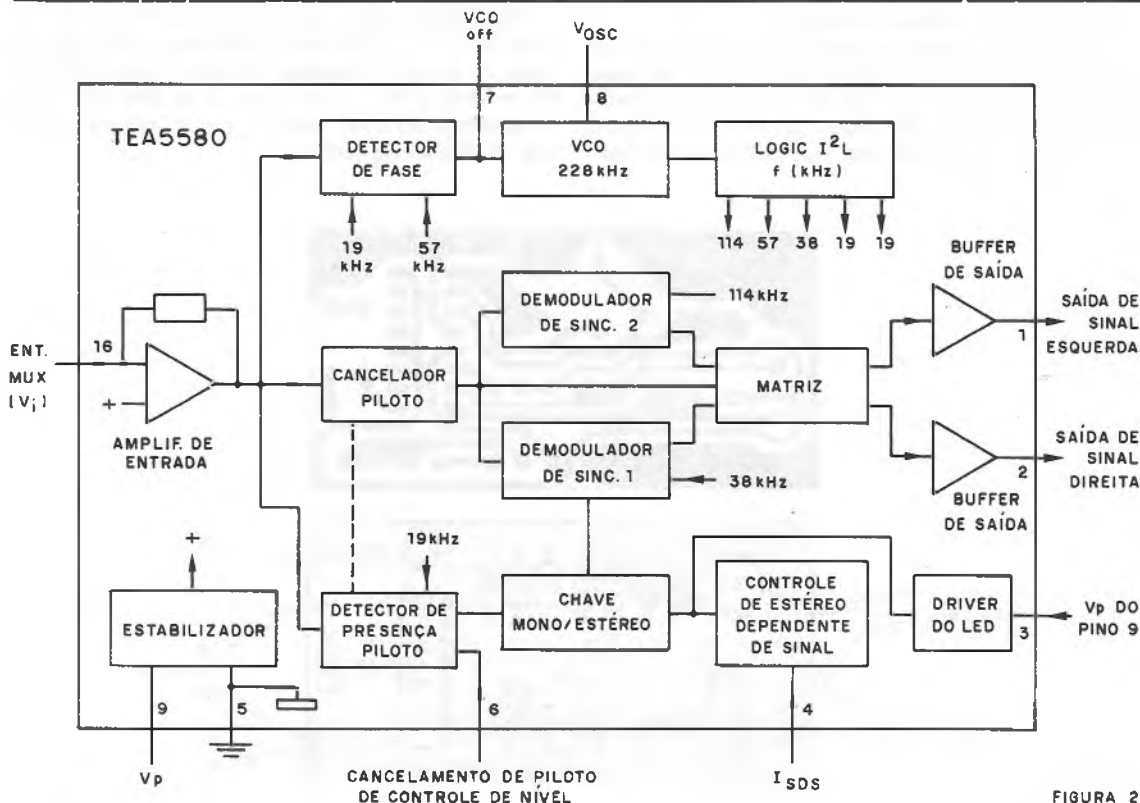 VCO
off
VOSC
7
8
TEA5580
DETECTOR
DE FASE
VCO
228kHz
LOGIC I²L
f (kHz)
19
kHz
57
kHz
114 57 38 19 19
BUFFER
DE SAÍDA
DEMODULADOR
DE SINC. 2
114kHz
SAÍDA DE
SINAL
ESQUERDA
1
ENT.
MUX
(Vi)
16
+
AMPLIF. DE
ENTRADA
CANCELADOR
PILOTO
MATRIZ
DEMODULADOR
DE SINC. 1
38kHz
SAÍDA DE
SINAL
DIREITA
2
BUFFER
DE SAÍDA
+
19kHz
ESTABILIZADOR
DETECTOR DE
PRESENÇA
PILOTO
CHAVE
MONO/ESTÉREO
CONTROLE
DE ESTÉREO
DEPENDENTE
DE SINAL
DRIVER
DO LED
Vp DO
PINO 9
3
9
5
6
4
Vp
CANCELAMENTO DE PILOTO
DE CONTROLE DE NÍVEL
ISDS
FIGURA 2